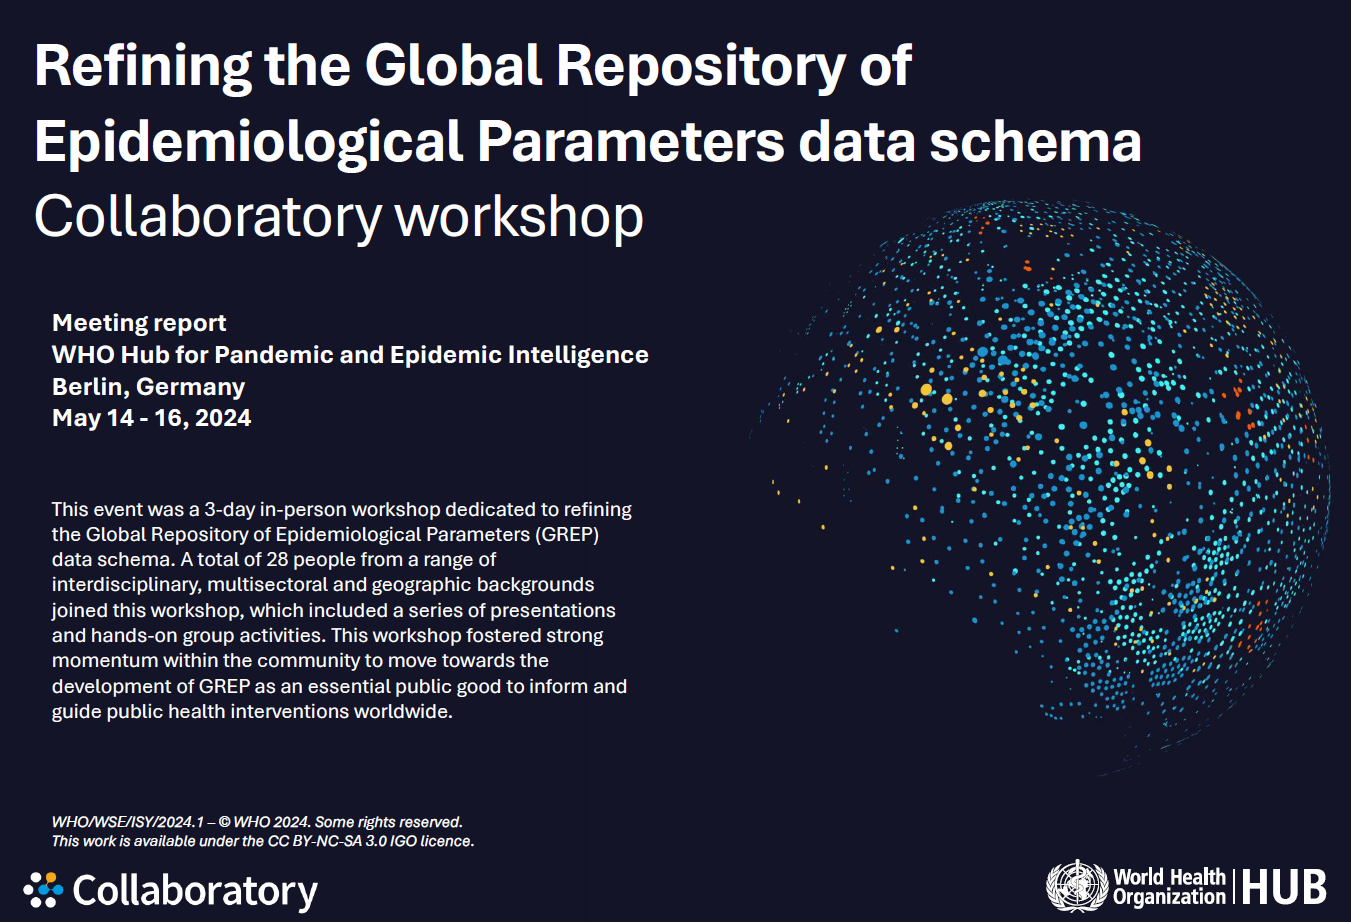 Refining the Global Repository of
Epidemiological Parameters data schema
Collaboratory workshop
Meeting report
WHO Hub for Pandemic and Epidemic Intelligence
Berlin, Germany
May 14 - 16, 2024
This event was a 3-day in-person workshop dedicated to refining
the Global Repository of Epidemiological Parameters (GREP)
data schema. A total of 28 people from a range of
interdisciplinary, multisectoral and geographic backgrounds
joined this workshop, which included a series of presentations
and hands-on group activities. This workshop fostered strong
momentum within the community to move towards the
development of GREP as an essential public good to inform and
guide public health interventions worldwide.
WHO/WSE/ISY/2024.1 – © WHO 2024. Some rights reserved.
This work is available under the CC BY-NC-SA 3.0 IGO licence.
Collaboratory
World Health
Organization
HUB